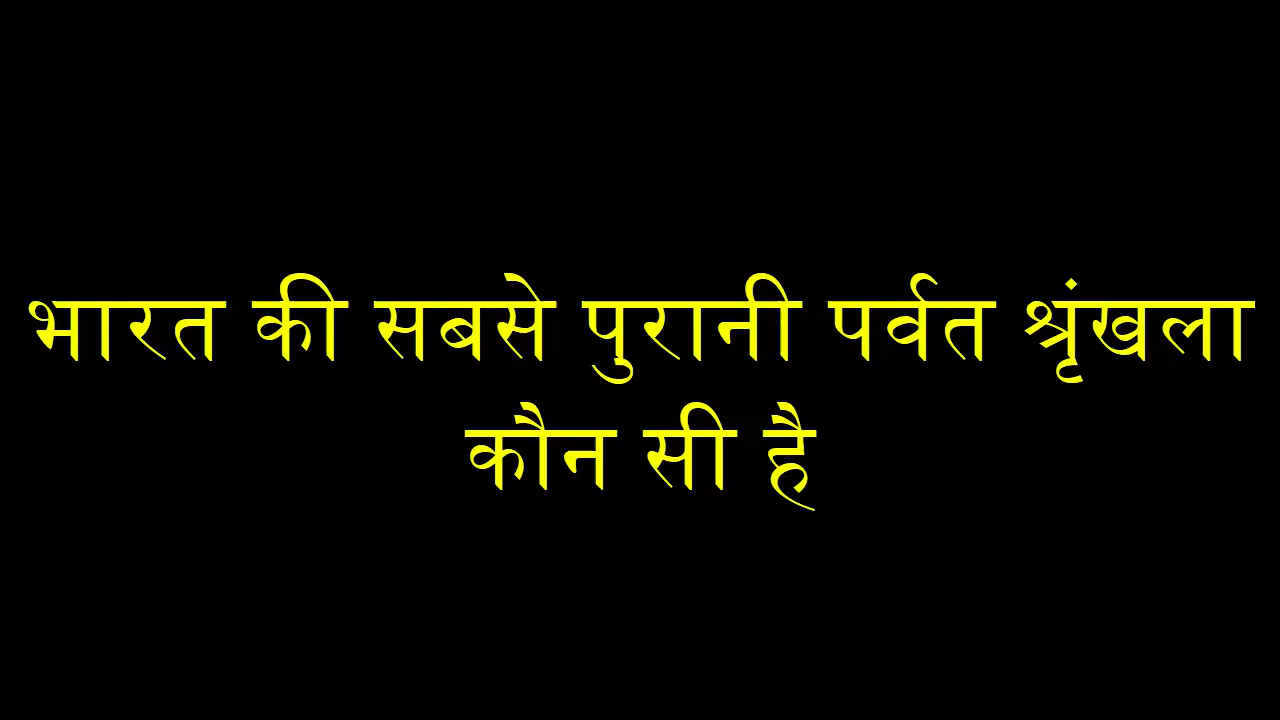 भारत की सबसे पुरानी पर्वत श्रृंखला
कौन सी है